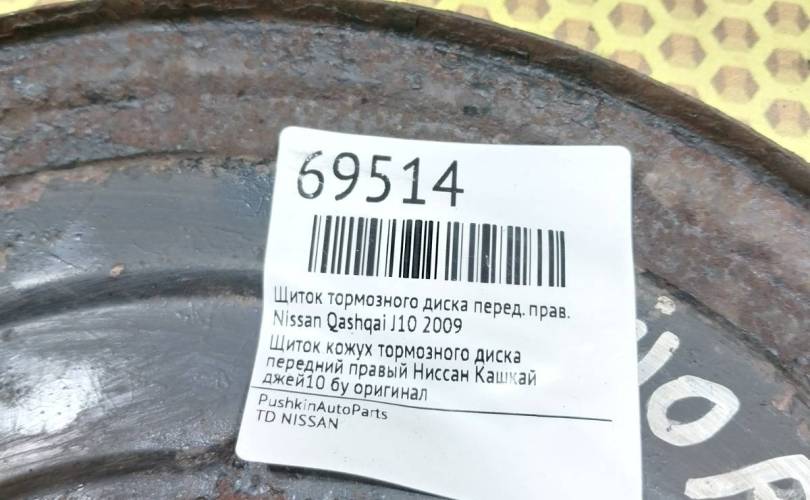 69514
Щиток тормозного диска перед. прав.
Nissan Qashqai J10 2009
Щиток кожух тормозного диска
передний правый Ниссан Кашкай
джей10 бу оригинал
PushkinAutoParts
TD NISSAN